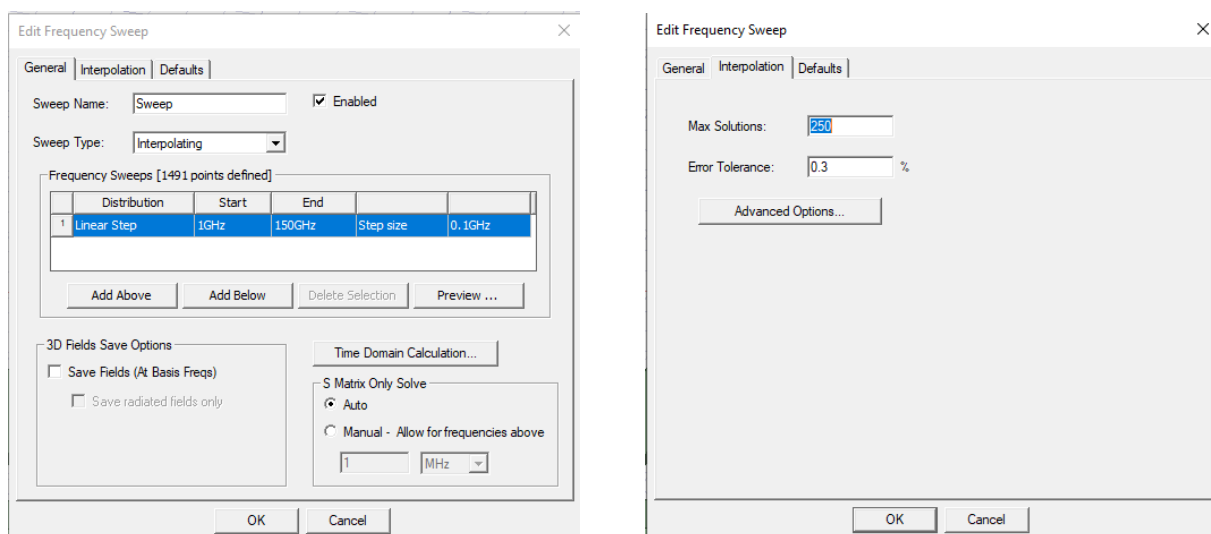 Edit Frequency Sweep
General Interpolation Defaults
Sweep Name: Sweep Enabled
Sweep Type: Interpolating
Frequency Sweeps [1491 points defined]
Distribution Start End
1 Linear Step 1GHz 150GHz Step size 0.1GHz
Add Above Add Below Delete Selection Preview ...
3D Fields Save Options
Save Fields (At Basis Freqs)
Save radiated fields only
Time Domain Calculation...
S Matrix Only Solve
Auto
Manual - Allow for frequencies above
1 MHz
OK Cancel
Edit Frequency Sweep
General Interpolation Defaults
Max Solutions: 250
Error Tolerance: 0.3 %
Advanced Options...
OK Cancel